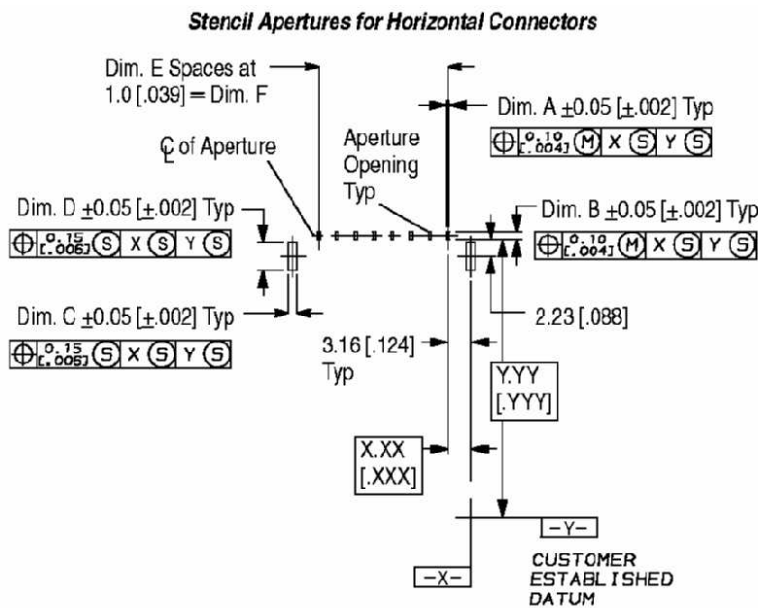 Stencil Apertures for Horizontal Connectors
Dim. E Spaces at
1.0 [.039] = Dim. F
Dim. A ±0.05 [±.002] Typ
⌖ 0.10 [.004] Ⓜ X Ⓢ Y Ⓢ
℄ of Aperture
Aperture
Opening
Typ
Dim. D ±0.05 [±.002] Typ
⌖ 0.15 [.006] Ⓢ X Ⓢ Y Ⓢ
Dim. B ±0.05 [±.002] Typ
⌖ 0.10 [.004] Ⓜ X Ⓢ Y Ⓢ
Dim. C ±0.05 [±.002] Typ
⌖ 0.15 [.006] Ⓢ X Ⓢ Y Ⓢ
2.23 [.088]
3.16 [.124]
Typ
Y.YY
[.YYY]
X.XX
[.XXX]
-Y-
-X-
CUSTOMER
ESTABLISHED
DATUM